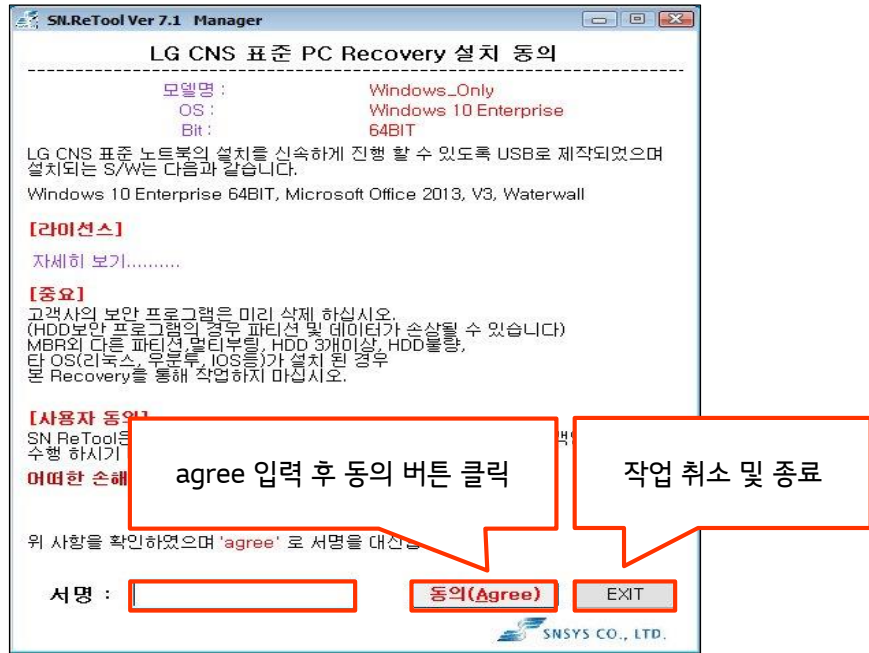 SN.ReTool Ver 7.1 Manager
LG CNS 표준 PC Recovery 설치 동의
모델명 : Windows_Only
OS : Windows 10 Enterprise
Bit : 64BIT
LG CNS 표준 노트북의 설치를 신속하게 진행 할 수 있도록 USB로 제작되었으며
설치되는 S/W는 다음과 같습니다.
Windows 10 Enterprise 64BIT, Microsoft Office 2013, V3, Waterwall
[라이선스]
자세히 보기..........
[중요]
고객사의 보안 프로그램은 미리 삭제 하십시오.
(HDD보안 프로그램의 경우 파티션 및 데이터가 손상될 수 있습니다)
MBR외 다른 파티션,멀티부팅, HDD 3개이상, HDD불량,
타 OS(리눅스, 우분투, IOS등)가 설치 된 경우
본 Recovery를 통해 작업하지 마십시오.
[사용자 동의]
SN ReTool은
수행 하시기
어떠한 손해
agree 입력 후 동의 버튼 클릭
작업 취소 및 종료
위 사항을 확인하였으며 'agree' 로 서명을 대신
서명 :
동의(Agree)
EXIT
SNSYS CO., LTD.